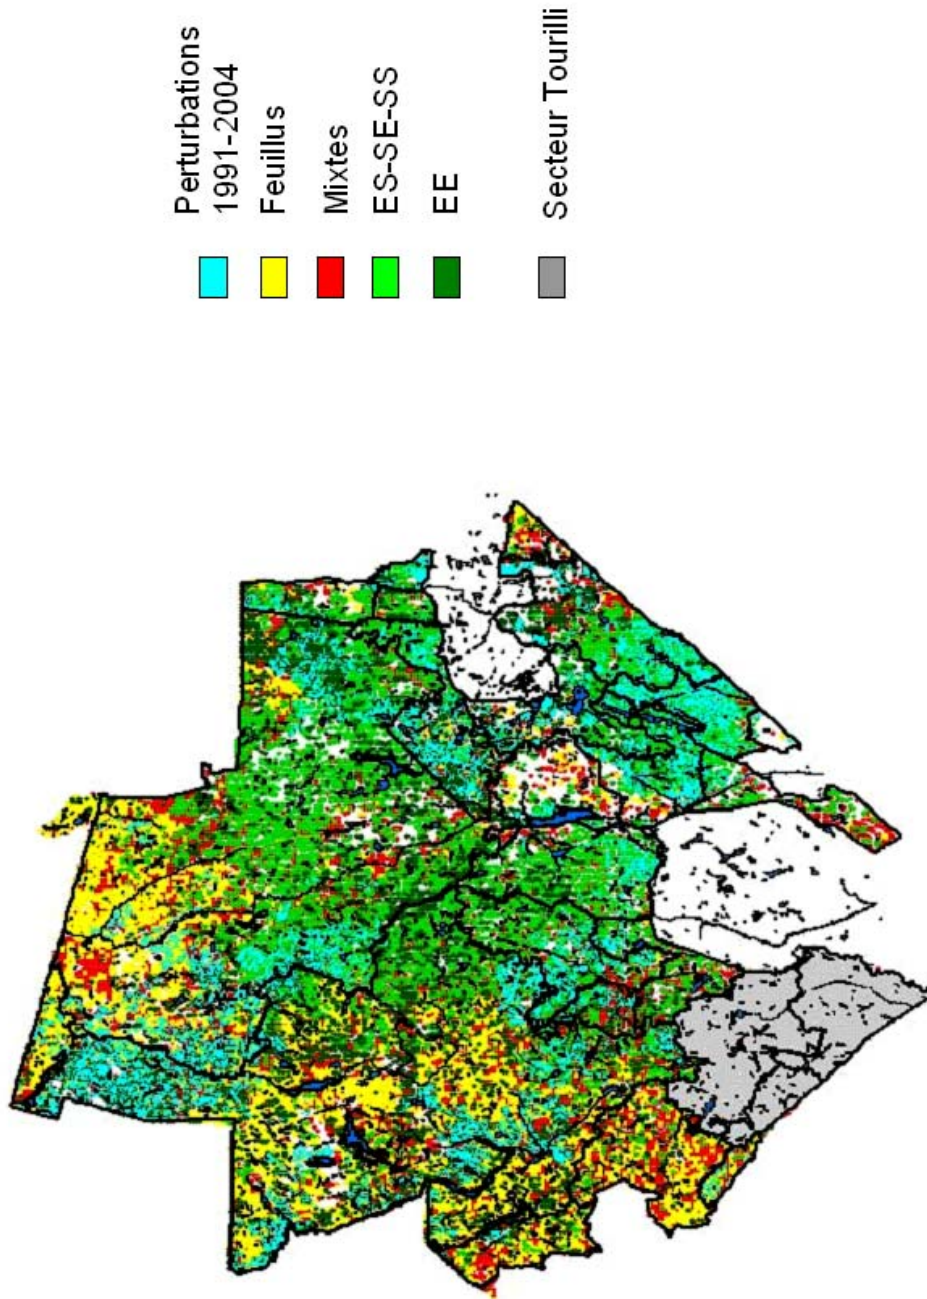 Perturbations
1991-2004
Feuillus
Mixtes
ES-SE-SS
EE
Secteur Tourilli